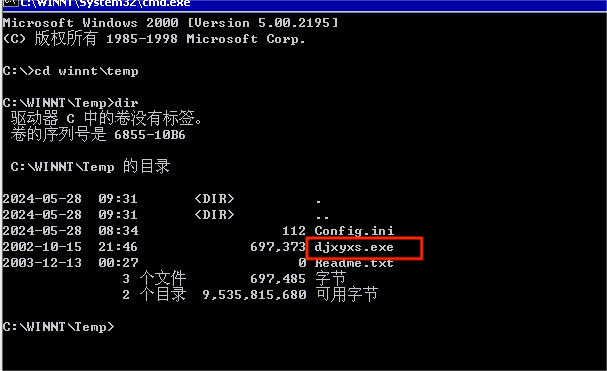 C:\WINNT\System32\cmd.exe
Microsoft Windows 2000 [Version 5.00.2195]
<C> 版权所有 1985-1998 Microsoft Corp.
C:\>cd winnt\temp
C:\WINNT\Temp>dir
驱动器 C 中的卷没有标签。
卷的序列号是 6855-10B6
C:\WINNT\Temp 的目录
2024-05-28 09:31 <DIR> .
2024-05-28 09:31 <DIR> ..
2024-05-28 08:34 112 Config.ini
2002-10-15 21:46 697,373 djxyxs.exe
2003-12-13 00:27 0 Readme.txt
3 个文件 697,485 字节
2 个目录 9,535,815,680 可用字节
C:\WINNT\Temp>